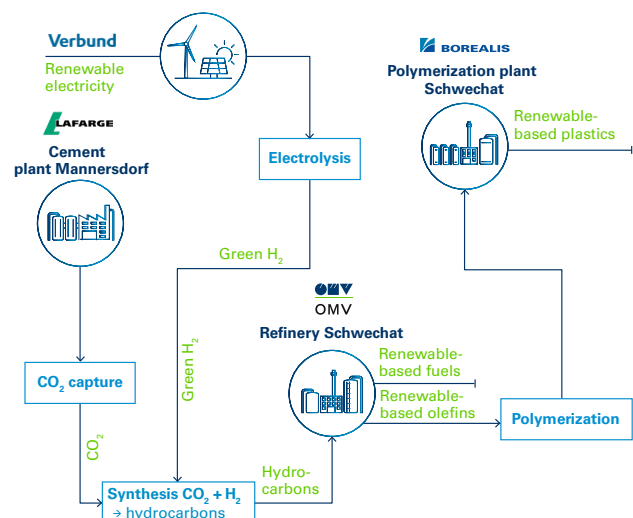 Verbund
Renewable
electricity
LAFARGE
Cement
plant Mannersdorf
Electrolysis
BOREALIS
Polymerization plant
Schwechat
Renewable-
based plastics
Green H₂
Green H₂
OMV
OMV
Refinery Schwechat
Renewable-
based fuels
Renewable-
based olefins
Polymerization
CO₂ capture
CO₂
Synthesis CO₂ + H₂
→ hydrocarbons
Hydro-
carbons